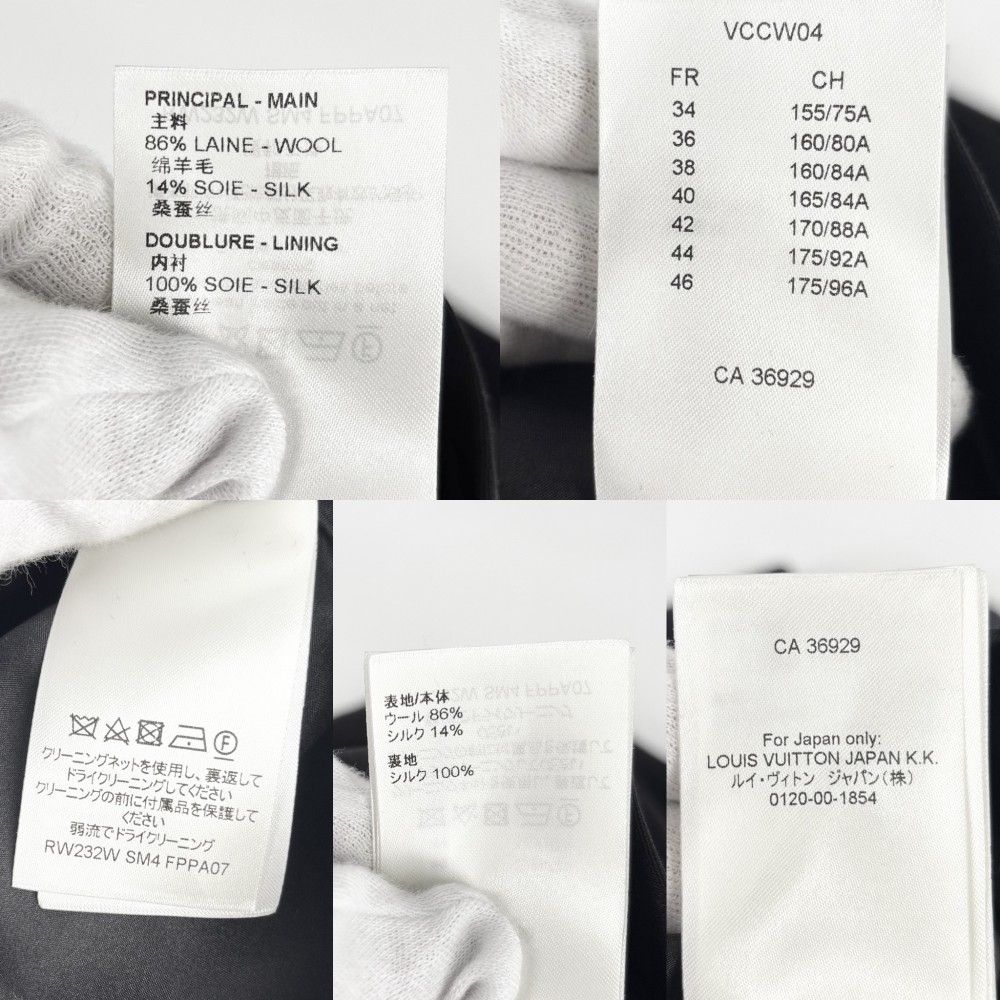 PRINCIPAL - MAIN
主料
86% LAINE - WOOL
绵羊毛
14% SOIE - SILK
桑蚕丝
DOUBLURE - LINING
内衬
100% SOIE - SILK
桑蚕丝
VCCW04
FR CH
34 155/75A
36 160/80A
38 160/84A
40 165/84A
42 170/88A
44 175/92A
46 175/96A
CA 36929
クリーニングネットを使用し、裏返して
ドライクリーニングしてください
クリーニングの前に付属品を保護して
ください
弱流でドライクリーニング
RW232W SM4 FPPA07
表地/本体
ウール 86%
シルク 14%
裏地
シルク 100%
CA 36929
For Japan only:
LOUIS VUITTON JAPAN K.K.
ルイ・ヴィトン ジャパン(株)
0120-00-1854